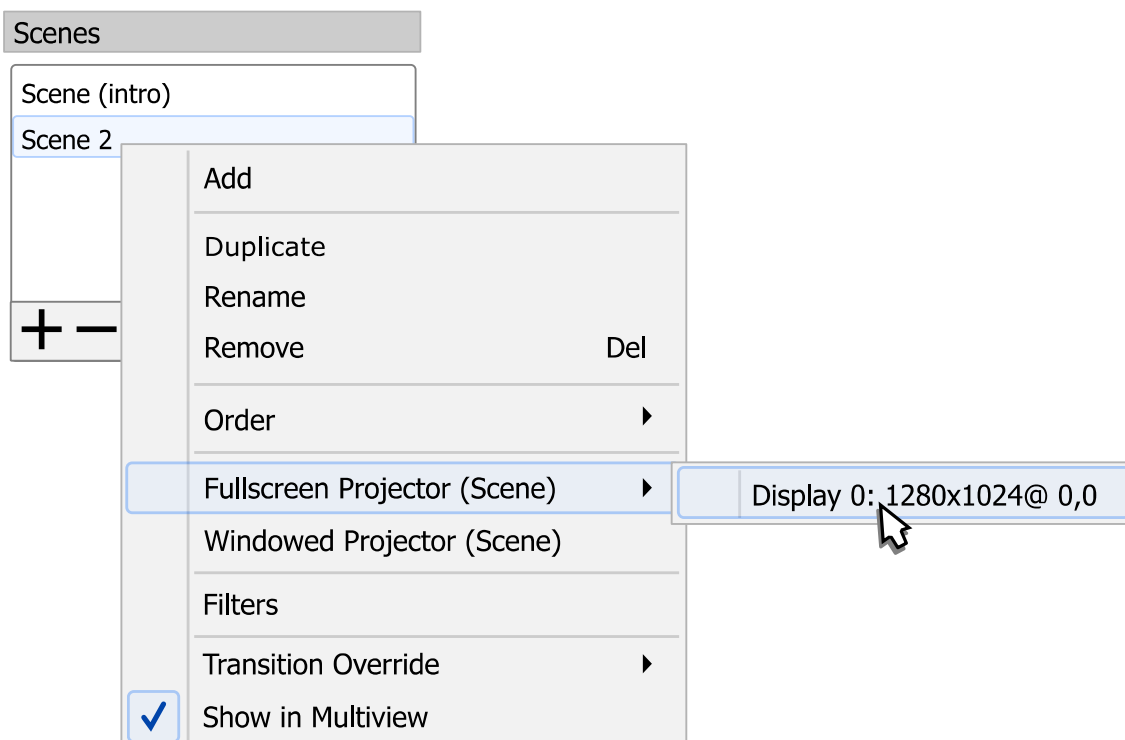 Scenes
Scene (intro)
Scene 2
Add
Duplicate
Rename
Remove Del
Order
Fullscreen Projector (Scene)
Display 0: 1280x1024@ 0,0
Windowed Projector (Scene)
Filters
Transition Override
Show in Multiview